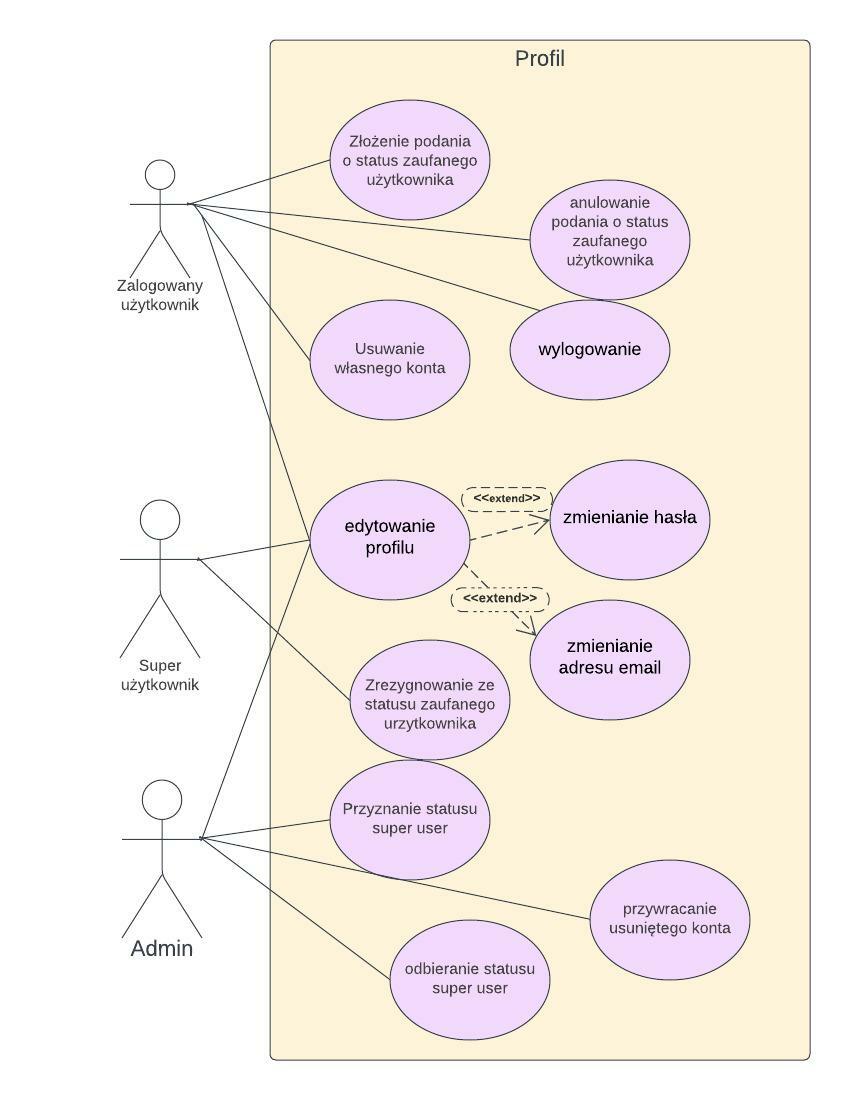 Profil
Złożenie podania
o status zaufanego
użytkownika
anulowanie
podania o status
zaufanego
użytkownika
Zalogowany
użytkownik
wylogowanie
Usuwanie
własnego konta
<<extend>>
zmienianie hasła
edytowanie
profilu
<<extend>>
zmienianie
adresu email
Super
użytkownik
Zrezygnowanie ze
statusu zaufanego
urzytkownika
Przyznanie statusu
super user
przywracanie
usuniętego konta
Admin
odbieranie statusu
super user